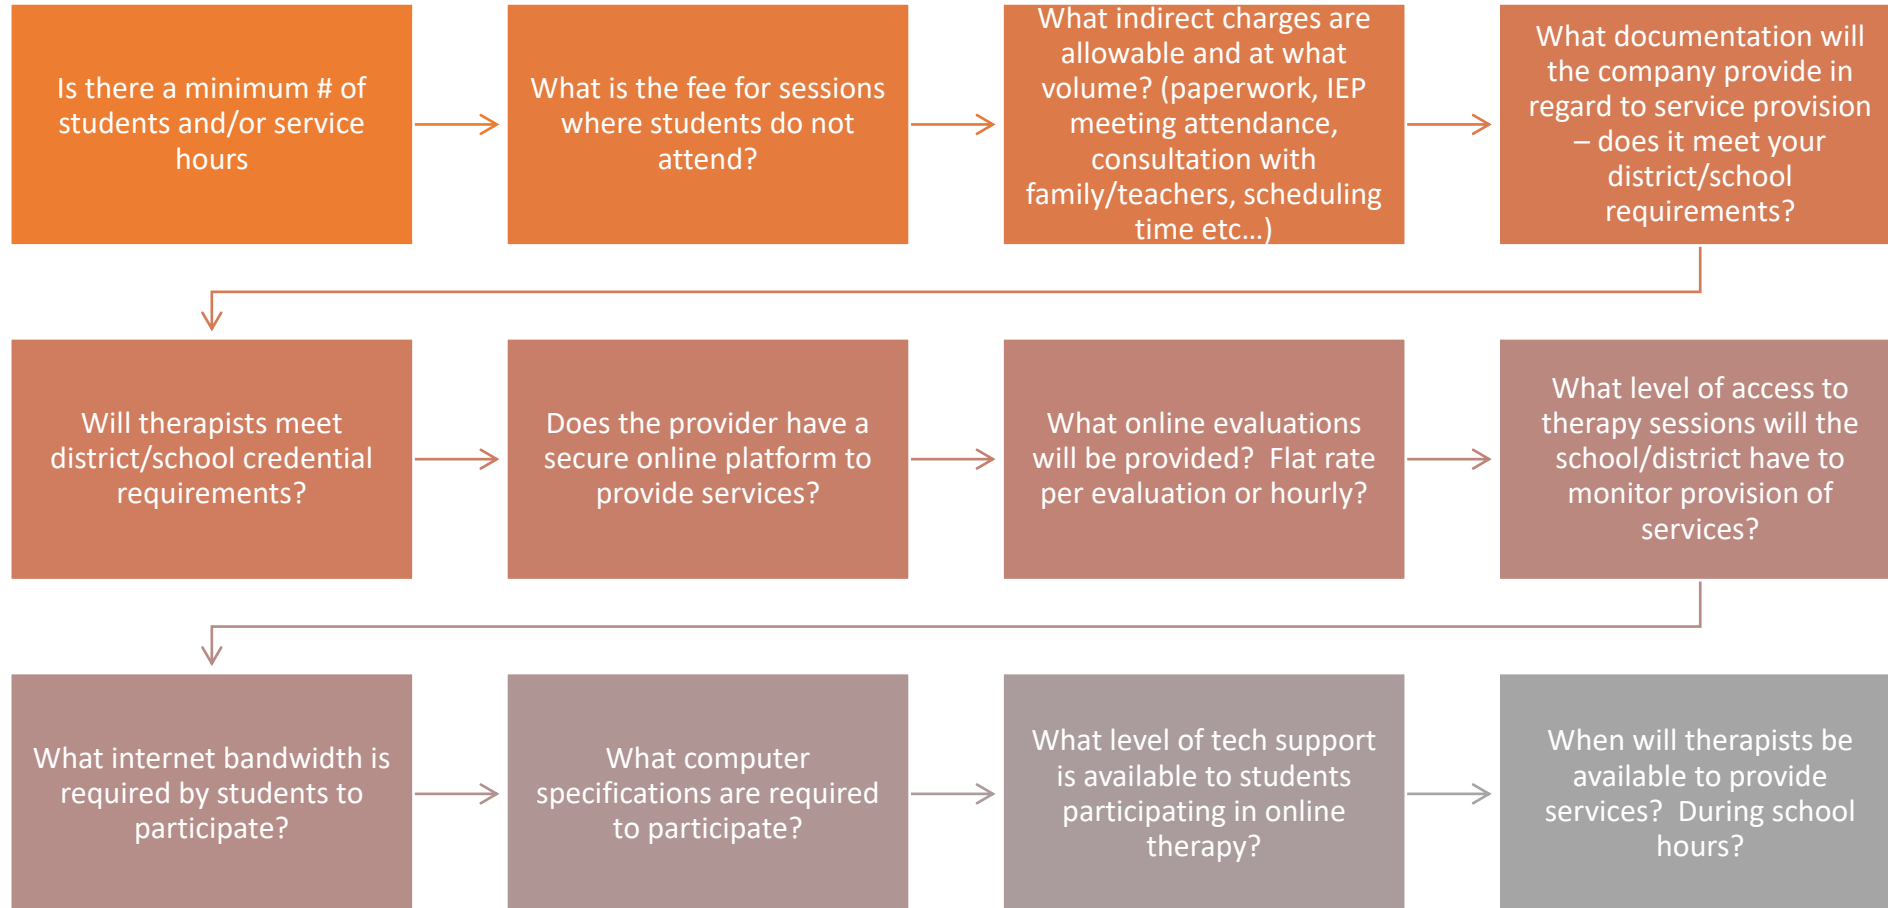 Is there a minimum # of
students and/or service
hours
What is the fee for sessions
where students do not
attend?
What indirect charges are
allowable and at what
volume? (paperwork, IEP
meeting attendance,
consultation with
family/teachers, scheduling
time etc…)
What documentation will
the company provide in
regard to service provision
– does it meet your
district/school
requirements?
Will therapists meet
district/school credential
requirements?
Does the provider have a
secure online platform to
provide services?
What online evaluations
will be provided?  Flat rate
per evaluation or hourly?
What level of access to
therapy sessions will the
school/district have to
monitor provision of
services?
What internet bandwidth is
required by students to
participate?
What computer
specifications are required
to participate?
What level of tech support
is available to students
participating in online
therapy?
When will therapists be
available to provide
services?  During school
hours?